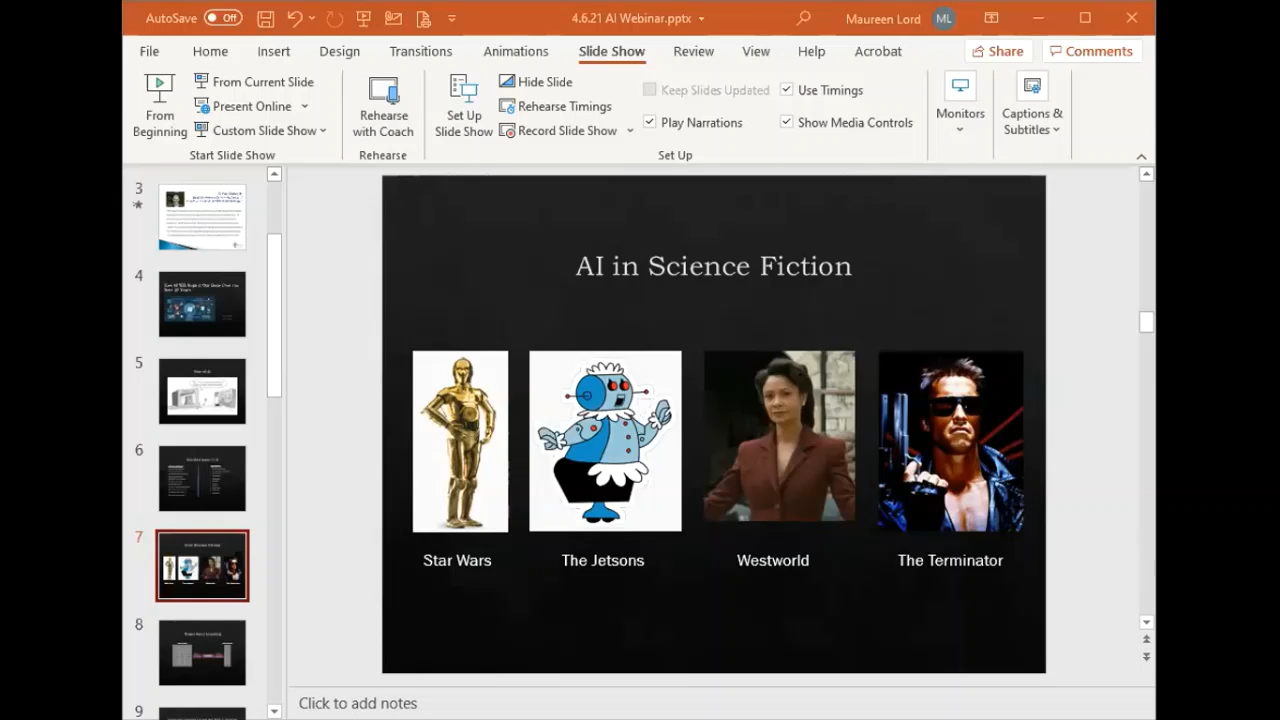 AutoSave Off 4.6.21 AI Webinar.pptx Maureen Lord ML
File Home Insert Design Transitions Animations Slide Show Review View Help Acrobat Share Comments
From Beginning
From Current Slide
Present Online
Custom Slide Show
Start Slide Show
Rehearse with Coach
Rehearse
Set Up Slide Show
Hide Slide
Rehearse Timings
Record Slide Show
Keep Slides Updated
Use Timings
Play Narrations
Show Media Controls
Set Up
Monitors
Captions & Subtitles
3
4
5
6
7
8
9
AI in Science Fiction
Star Wars The Jetsons Westworld The Terminator
Click to add notes